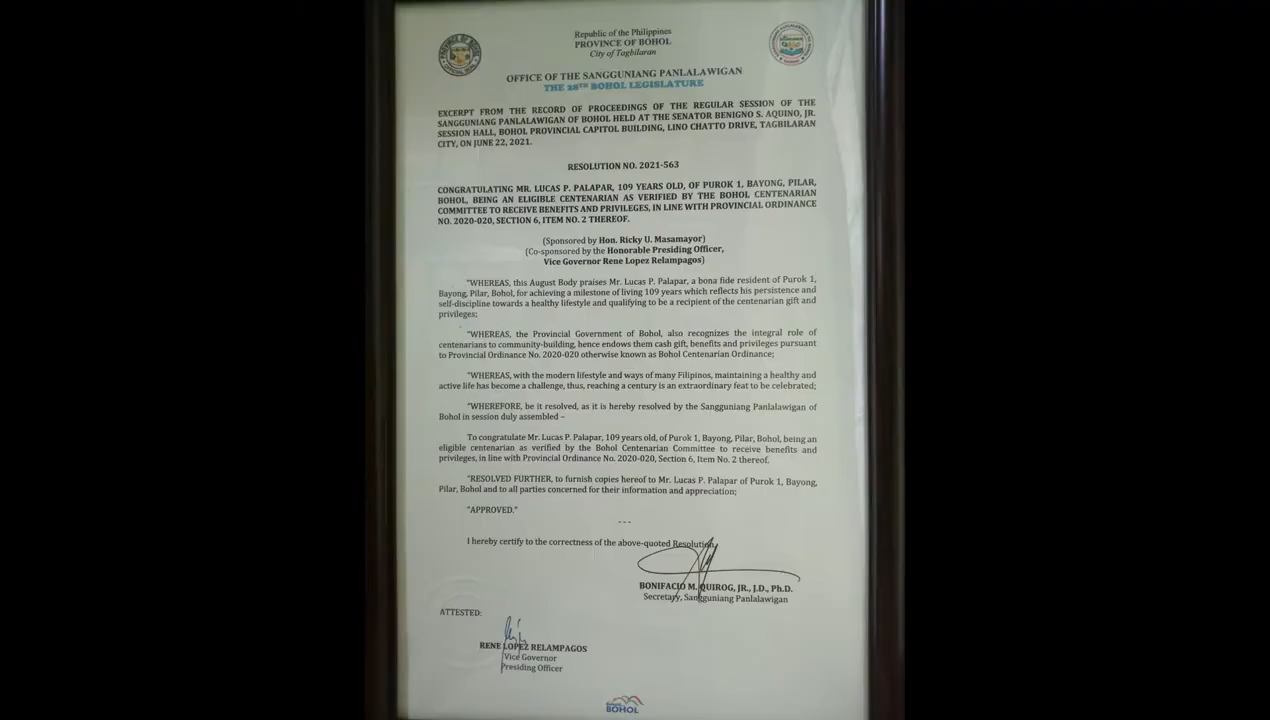 Republic of the Philippines
PROVINCE OF BOHOL
City of Tagbilaran
OFFICE OF THE SANGGUNIANG PANLALAWIGAN
THE 28TH BOHOL LEGISLATURE
EXCERPT FROM THE RECORD OF PROCEEDINGS OF THE REGULAR SESSION OF THE
SANGGUNIANG PANLALAWIGAN OF BOHOL HELD AT THE SENATOR BENIGNO S. AQUINO, JR.
SESSION HALL, BOHOL PROVINCIAL CAPITOL BUILDING, LINO CHATTO DRIVE, TAGBILARAN
CITY, ON JUNE 22, 2021.
RESOLUTION NO. 2021-563
CONGRATULATING MR. LUCAS P. PALAPAR, 109 YEARS OLD, OF PUROK 1, BAYONG, PILAR,
BOHOL, BEING AN ELIGIBLE CENTENARIAN AS VERIFIED BY THE BOHOL CENTENARIAN
COMMITTEE TO RECEIVE BENEFITS AND PRIVILEGES, IN LINE WITH PROVINCIAL ORDINANCE
NO. 2020-020, SECTION 6, ITEM NO. 2 THEREOF.
(Sponsored by Hon. Ricky U. Masamayor)
(Co-sponsored by the Honorable Presiding Officer,
Vice Governor Rene Lopez Relampagos)
"WHEREAS, this August Body praises Mr. Lucas P. Palapar, a bona fide resident of Purok 1,
Bayong, Pilar, Bohol, for achieving a milestone of living 109 years which reflects his persistence and
self-discipline towards a healthy lifestyle and qualifying to be a recipient of the centenarian gift and
privileges;
"WHEREAS, the Provincial Government of Bohol, also recognizes the integral role of
centenarians to community-building, hence endows them cash gift, benefits and privileges pursuant
to Provincial Ordinance No. 2020-020 otherwise known as Bohol Centenarian Ordinance;
"WHEREAS, with the modern lifestyle and ways of many Filipinos, maintaining a healthy and
active life has become a challenge, thus, reaching a century is an extraordinary feat to be celebrated;
"WHEREFORE, be it resolved, as it is hereby resolved by the Sangguniang Panlalawigan of
Bohol in session duly assembled –
To congratulate Mr. Lucas P. Palapar, 109 years old, of Purok 1, Bayong, Pilar, Bohol, being an
eligible centenarian as verified by the Bohol Centenarian Committee to receive benefits and
privileges, in line with Provincial Ordinance No. 2020-020, Section 6, Item No. 2 thereof.
"RESOLVED FURTHER, to furnish copies hereof to Mr. Lucas P. Palapar of Purok 1, Bayong,
Pilar, Bohol and to all parties concerned for their information and appreciation;
"APPROVED."
- - -
I hereby certify to the correctness of the above-quoted Resolution.
BONIFACIO M. QUIROG, JR., J.D., Ph.D.
Secretary, Sangguniang Panlalawigan
ATTESTED:
RENE LOPEZ RELAMPAGOS
Vice Governor
Presiding Officer
BOHOL